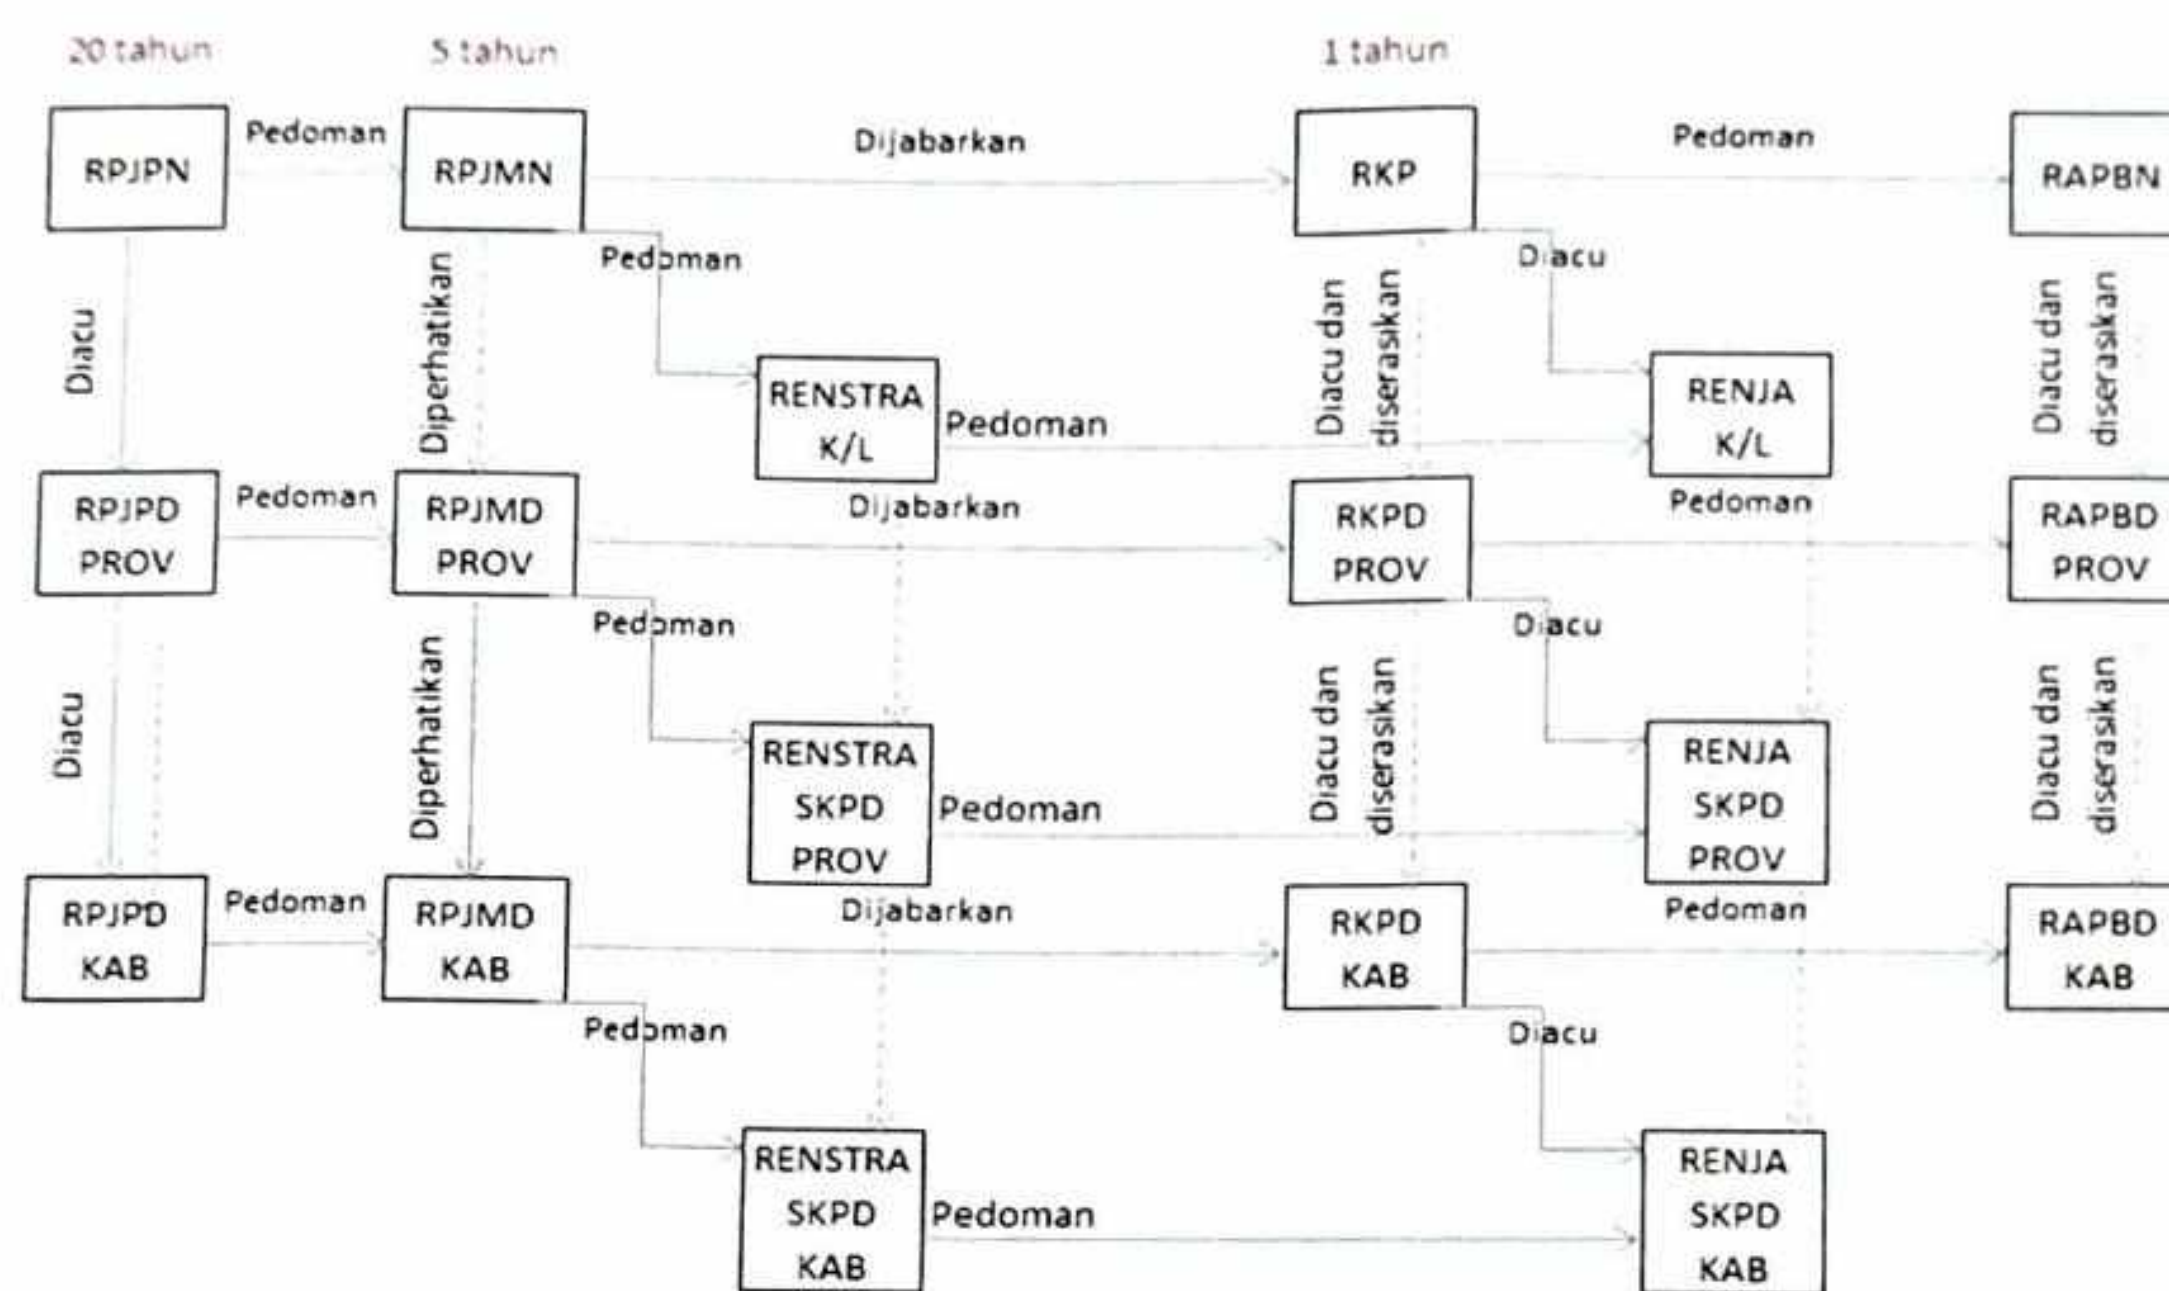 20 tahun
5 tahun
1 tahun
RPJPN
Pedoman
RPJMN
Dijabarkan
RKP
Pedoman
RAPBN
Diacu
Diperhatikan
Pedoman
Diacu dan
diserasikan
Diacu
Diacu dan
diserasikan
RENSTRA
K/L
Pedoman
RENJA
K/L
RPJPD
PROV
Pedoman
RPJMD
PROV
Dijabarkan
RKPD
PROV
Pedoman
RAPBD
PROV
Diacu
Diperhatikan
Pedoman
Diacu dan
diserasikan
Diacu
Diacu dan
diserasikan
RENSTRA
SKPD
PROV
Pedoman
RENJA
SKPD
PROV
RPJPD
KAB
Pedoman
RPJMD
KAB
Dijabarkan
RKPD
KAB
Pedoman
RAPBD
KAB
Pedoman
Diacu
RENSTRA
SKPD
KAB
Pedoman
RENJA
SKPD
KAB